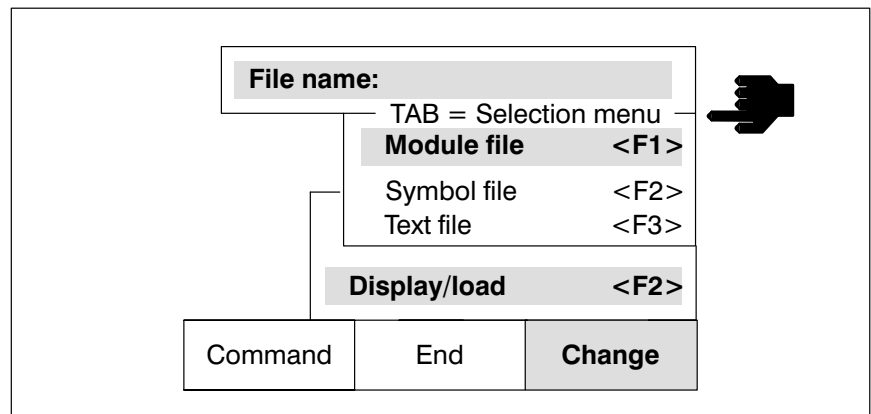 File name:
TAB = Selection menu
Module file <F1>
Symbol file <F2>
Text file <F3>
Display/load <F2>
Command End Change